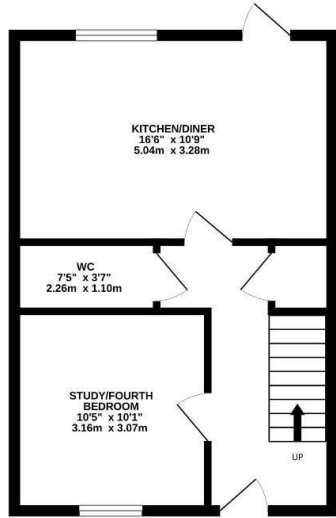 KITCHEN/DINER
16'6" x 10'9"
5.04m x 3.28m
WC
7'5" x 3'7"
2.26m x 1.10m
STUDY/FOURTH
BEDROOM
10'5" x 10'1"
3.16m x 3.07m
UP